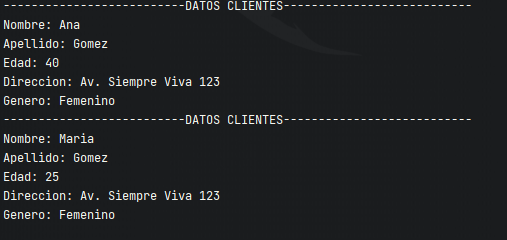 --------------------------DATOS CLIENTES---------------------------
Nombre: Ana
Apellido: Gomez
Edad: 40
Direccion: Av. Siempre Viva 123
Genero: Femenino
--------------------------DATOS CLIENTES---------------------------
Nombre: Maria
Apellido: Gomez
Edad: 25
Direccion: Av. Siempre Viva 123
Genero: Femenino